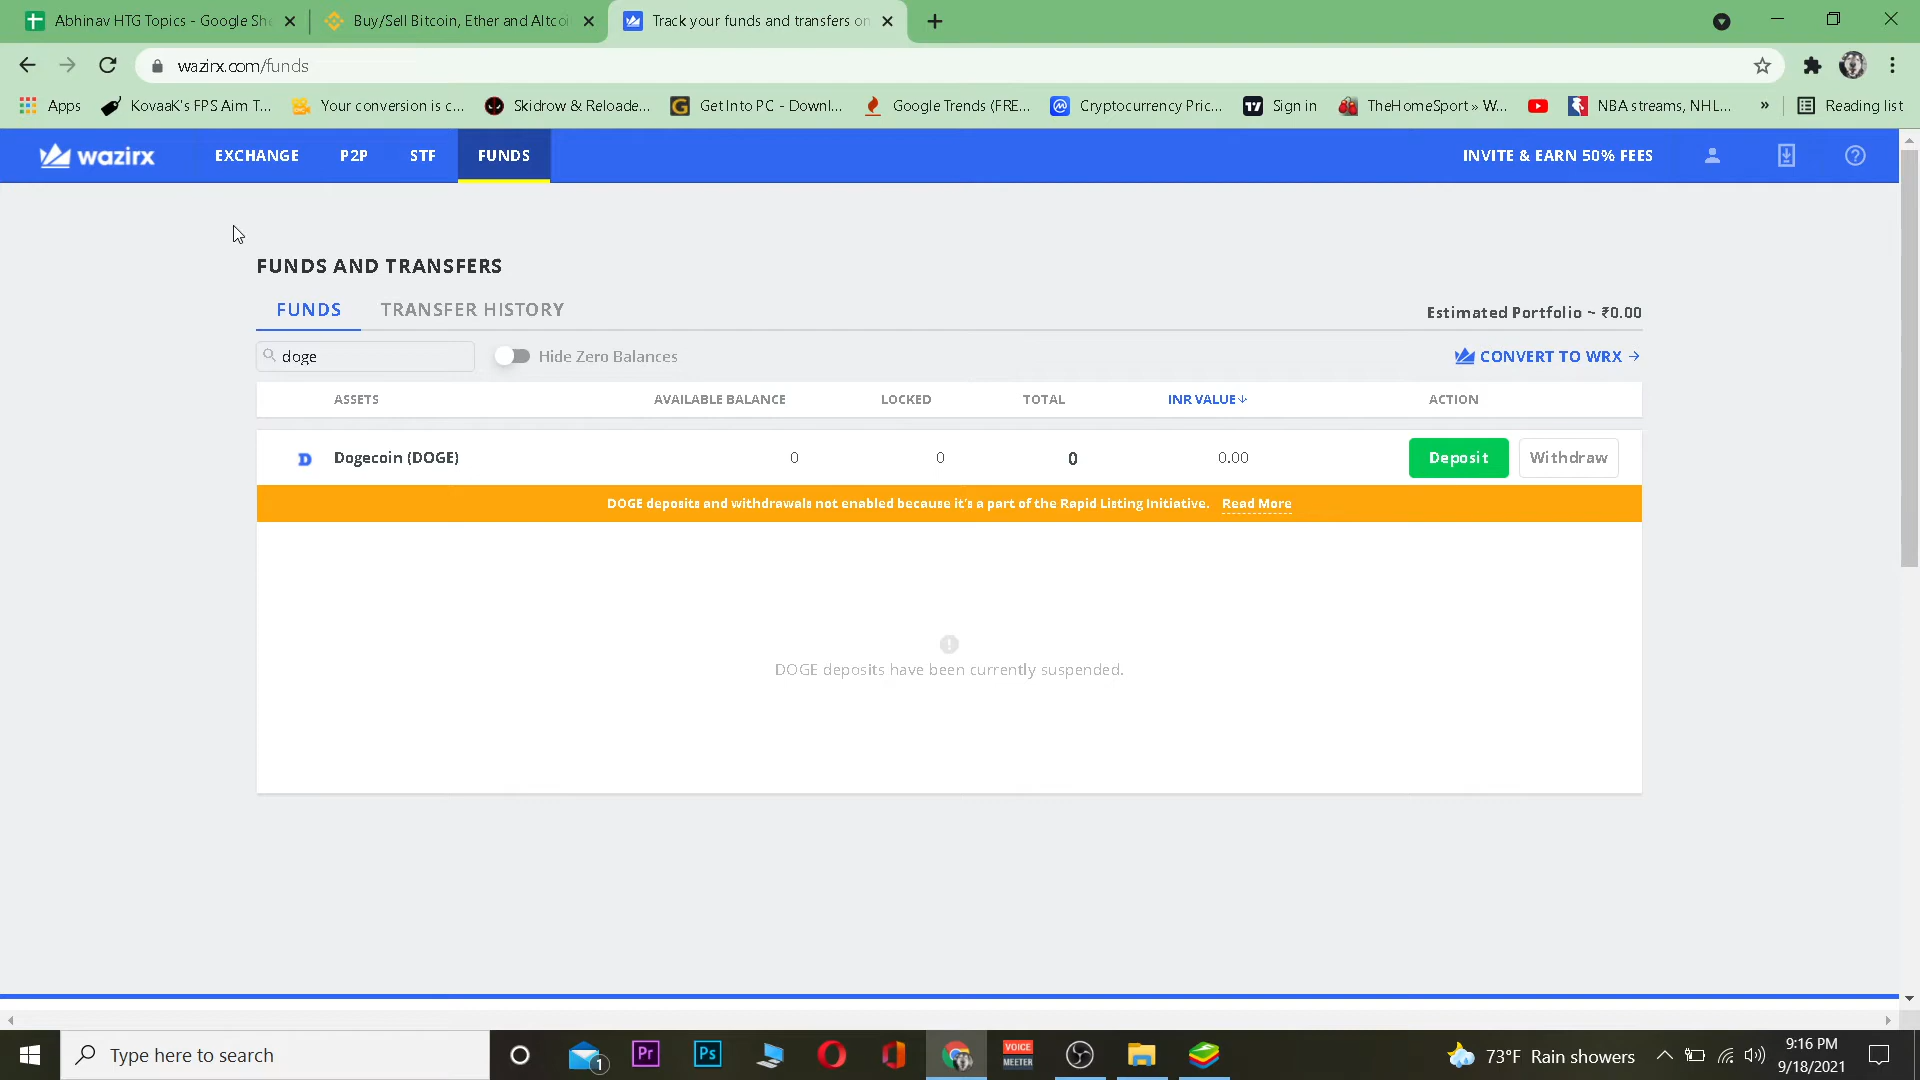 Abhinav HTG Topics - Google She
Buy/Sell Bitcoin, Ether and Altcoi
Track your funds and transfers on
wazirx.com/funds
Apps
KovaaK's FPS Aim T...
Your conversion is c...
Skidrow & Reloade...
Get Into PC - Downl...
Google Trends (FRE...
Cryptocurrency Pric...
Sign in
TheHomeSport » W...
NBA streams, NHL...
»
Reading list
wazirx
EXCHANGE
P2P
STF
FUNDS
INVITE & EARN 50% FEES
FUNDS AND TRANSFERS
FUNDS
TRANSFER HISTORY
Estimated Portfolio ~ ₹0.00
doge
Hide Zero Balances
CONVERT TO WRX →
ASSETS
AVAILABLE BALANCE
LOCKED
TOTAL
INR VALUE↓
ACTION
Dogecoin (DOGE)
0
0
0
0.00
Deposit
Withdraw
DOGE deposits and withdrawals not enabled because it's a part of the Rapid Listing Initiative. Read More
DOGE deposits have been currently suspended.
Type here to search
1
Pr
Ps
VOICE
MEETER
73°F Rain showers
9:16 PM
9/18/2021